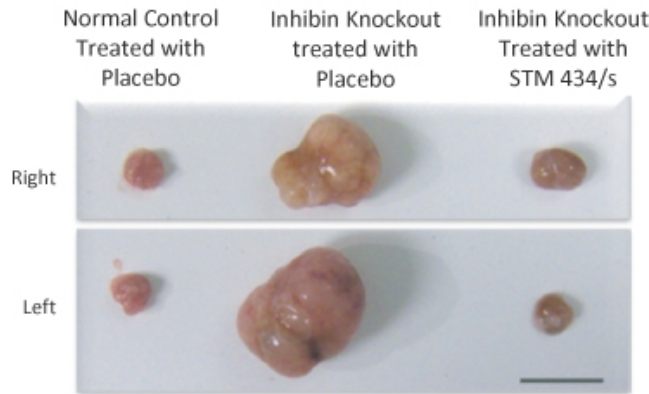 Normal Control
Treated with
Placebo
Inhibin Knockout
treated with
Placebo
Inhibin Knockout
Treated with
STM 434/s
Right
Left